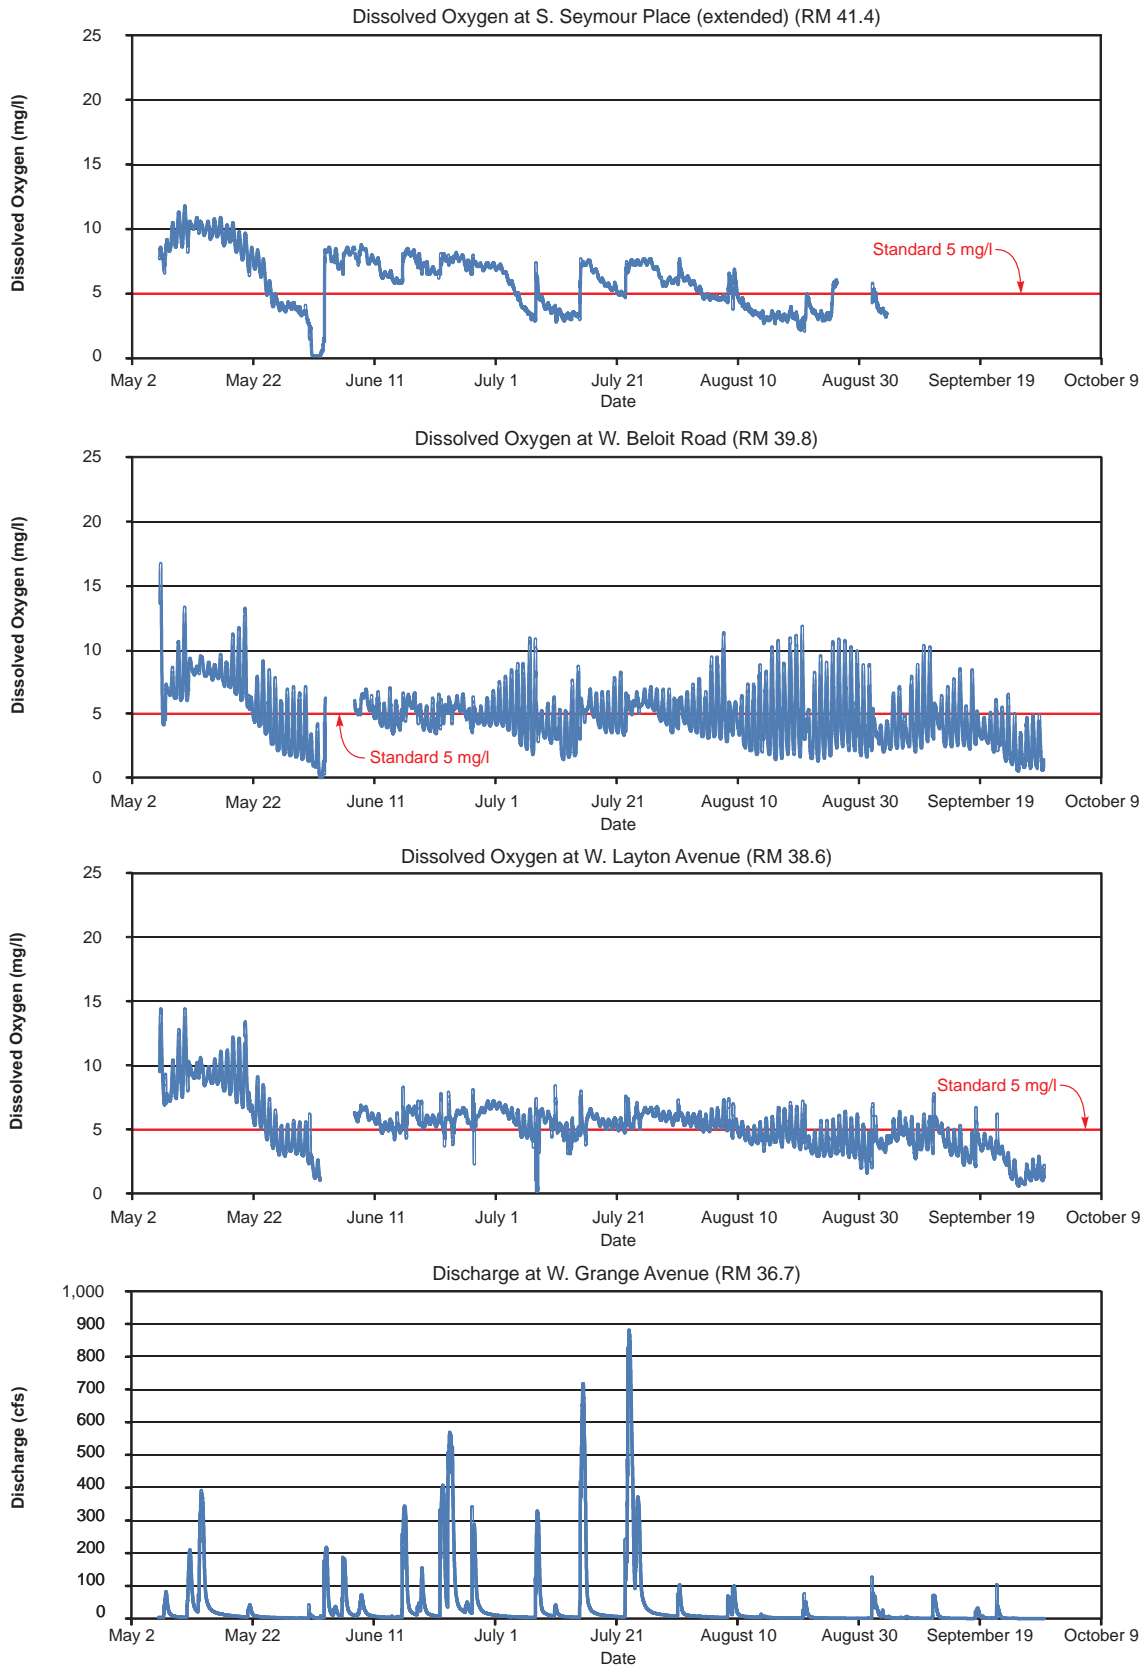 Dissolved Oxygen at S. Seymour Place (extended) (RM 41.4)
Dissolved Oxygen (mg/l)
25
20
15
10
5
0
Standard 5 mg/l
May 2 May 22 June 11 July 1 July 21 August 10 August 30 September 19 October 9
Date
Dissolved Oxygen at W. Beloit Road (RM 39.8)
Dissolved Oxygen (mg/l)
25
20
15
10
5
0
Standard 5 mg/l
May 2 May 22 June 11 July 1 July 21 August 10 August 30 September 19 October 9
Date
Dissolved Oxygen at W. Layton Avenue (RM 38.6)
Dissolved Oxygen (mg/l)
25
20
15
10
5
0
Standard 5 mg/l
May 2 May 22 June 11 July 1 July 21 August 10 August 30 September 19 October 9
Date
Discharge at W. Grange Avenue (RM 36.7)
Discharge (cfs)
1,000
900
800
700
600
500
400
300
200
100
0
May 2 May 22 June 11 July 1 July 21 August 10 August 30 September 19 October 9
Date